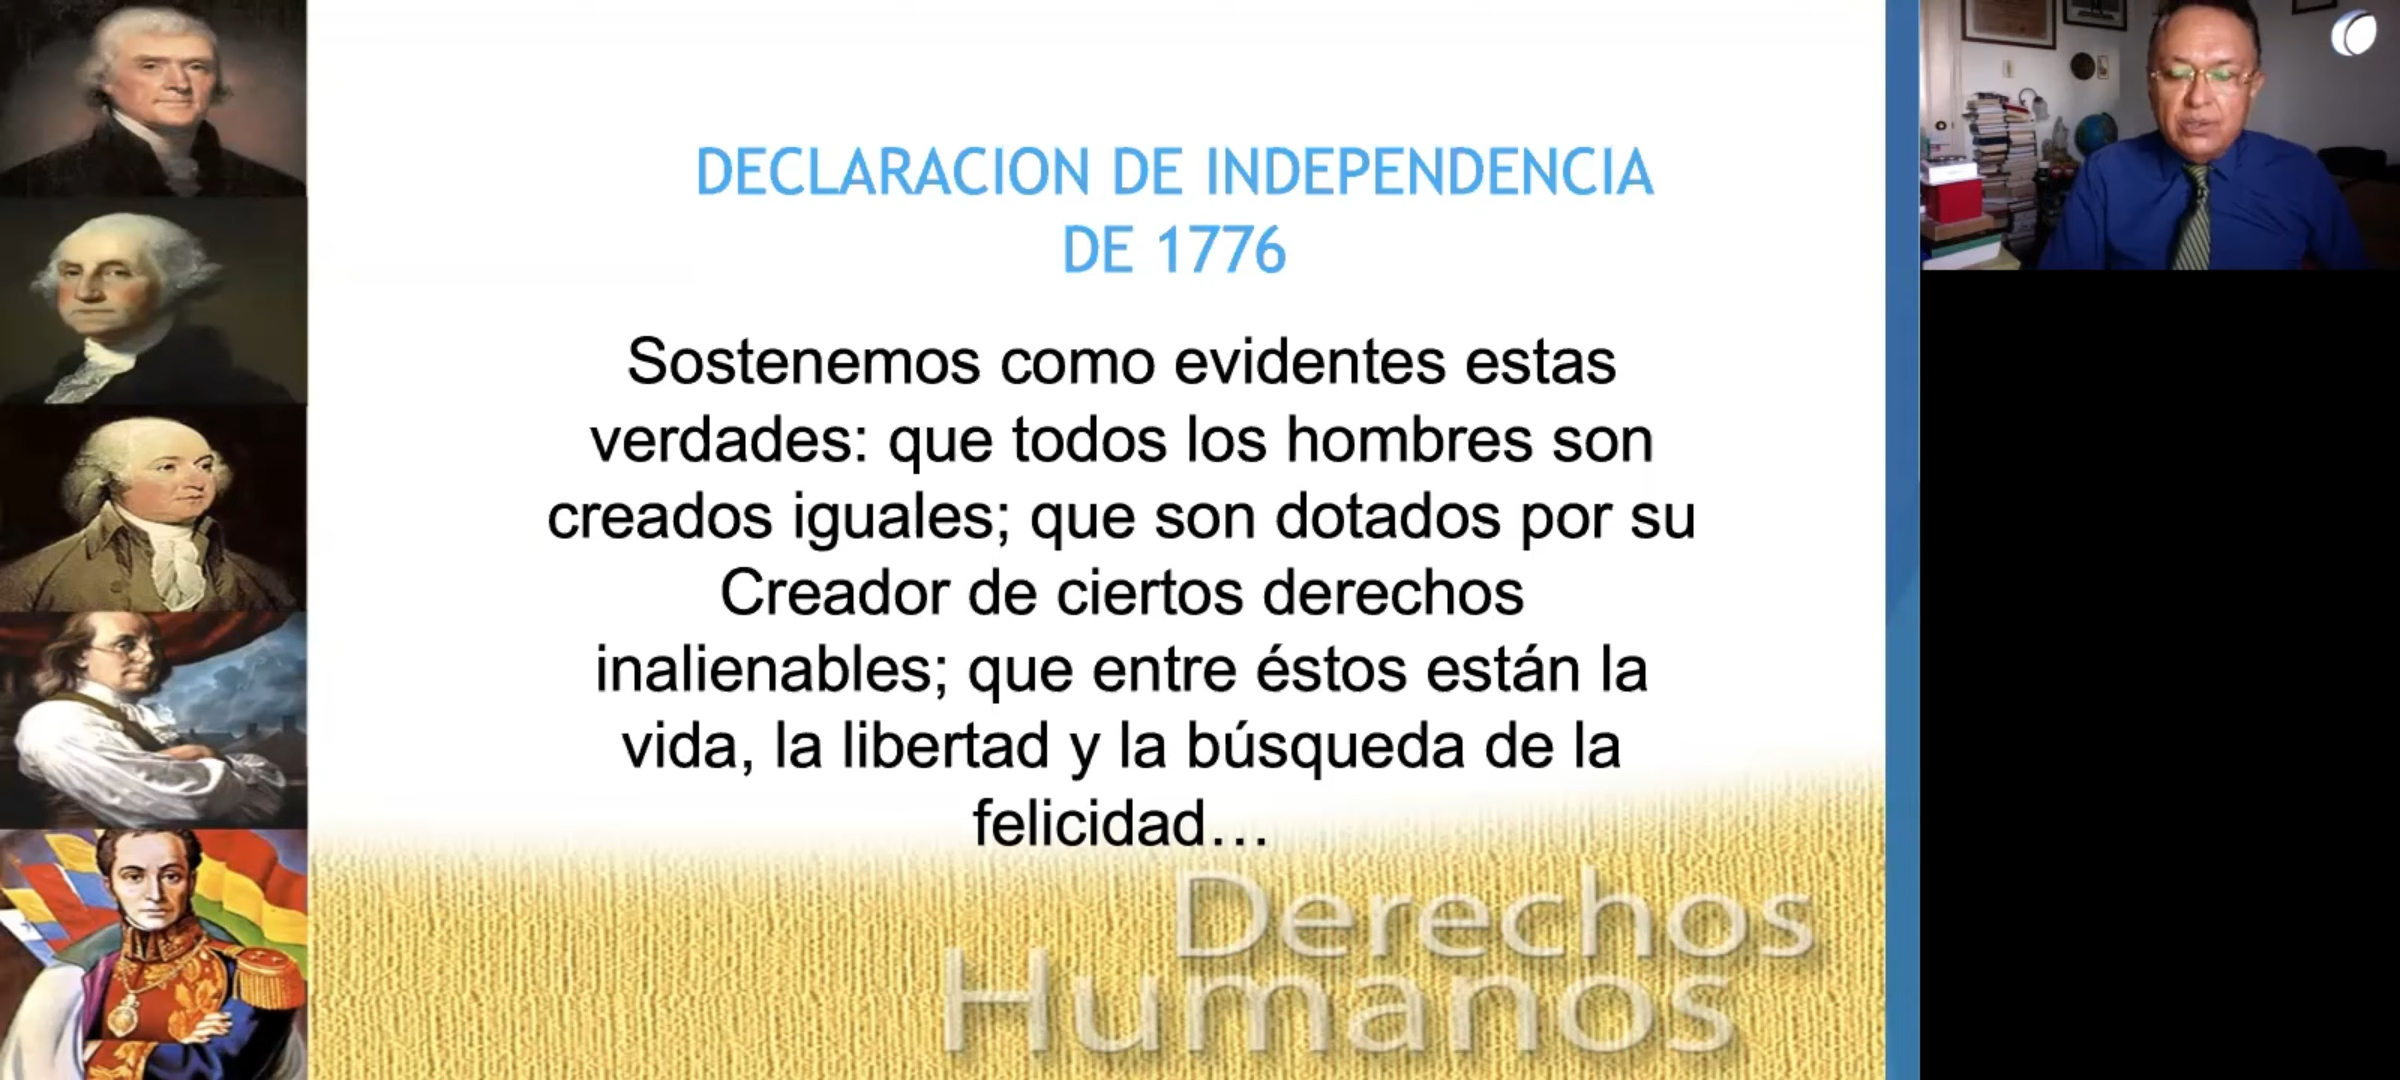 DECLARACION DE INDEPENDENCIA
DE 1776
Sostenemos como evidentes estas
verdades: que todos los hombres son
creados iguales; que son dotados por su
Creador de ciertos derechos
inalienables; que entre éstos están la
vida, la libertad y la búsqueda de la
felicidad…
Derechos
Humanos